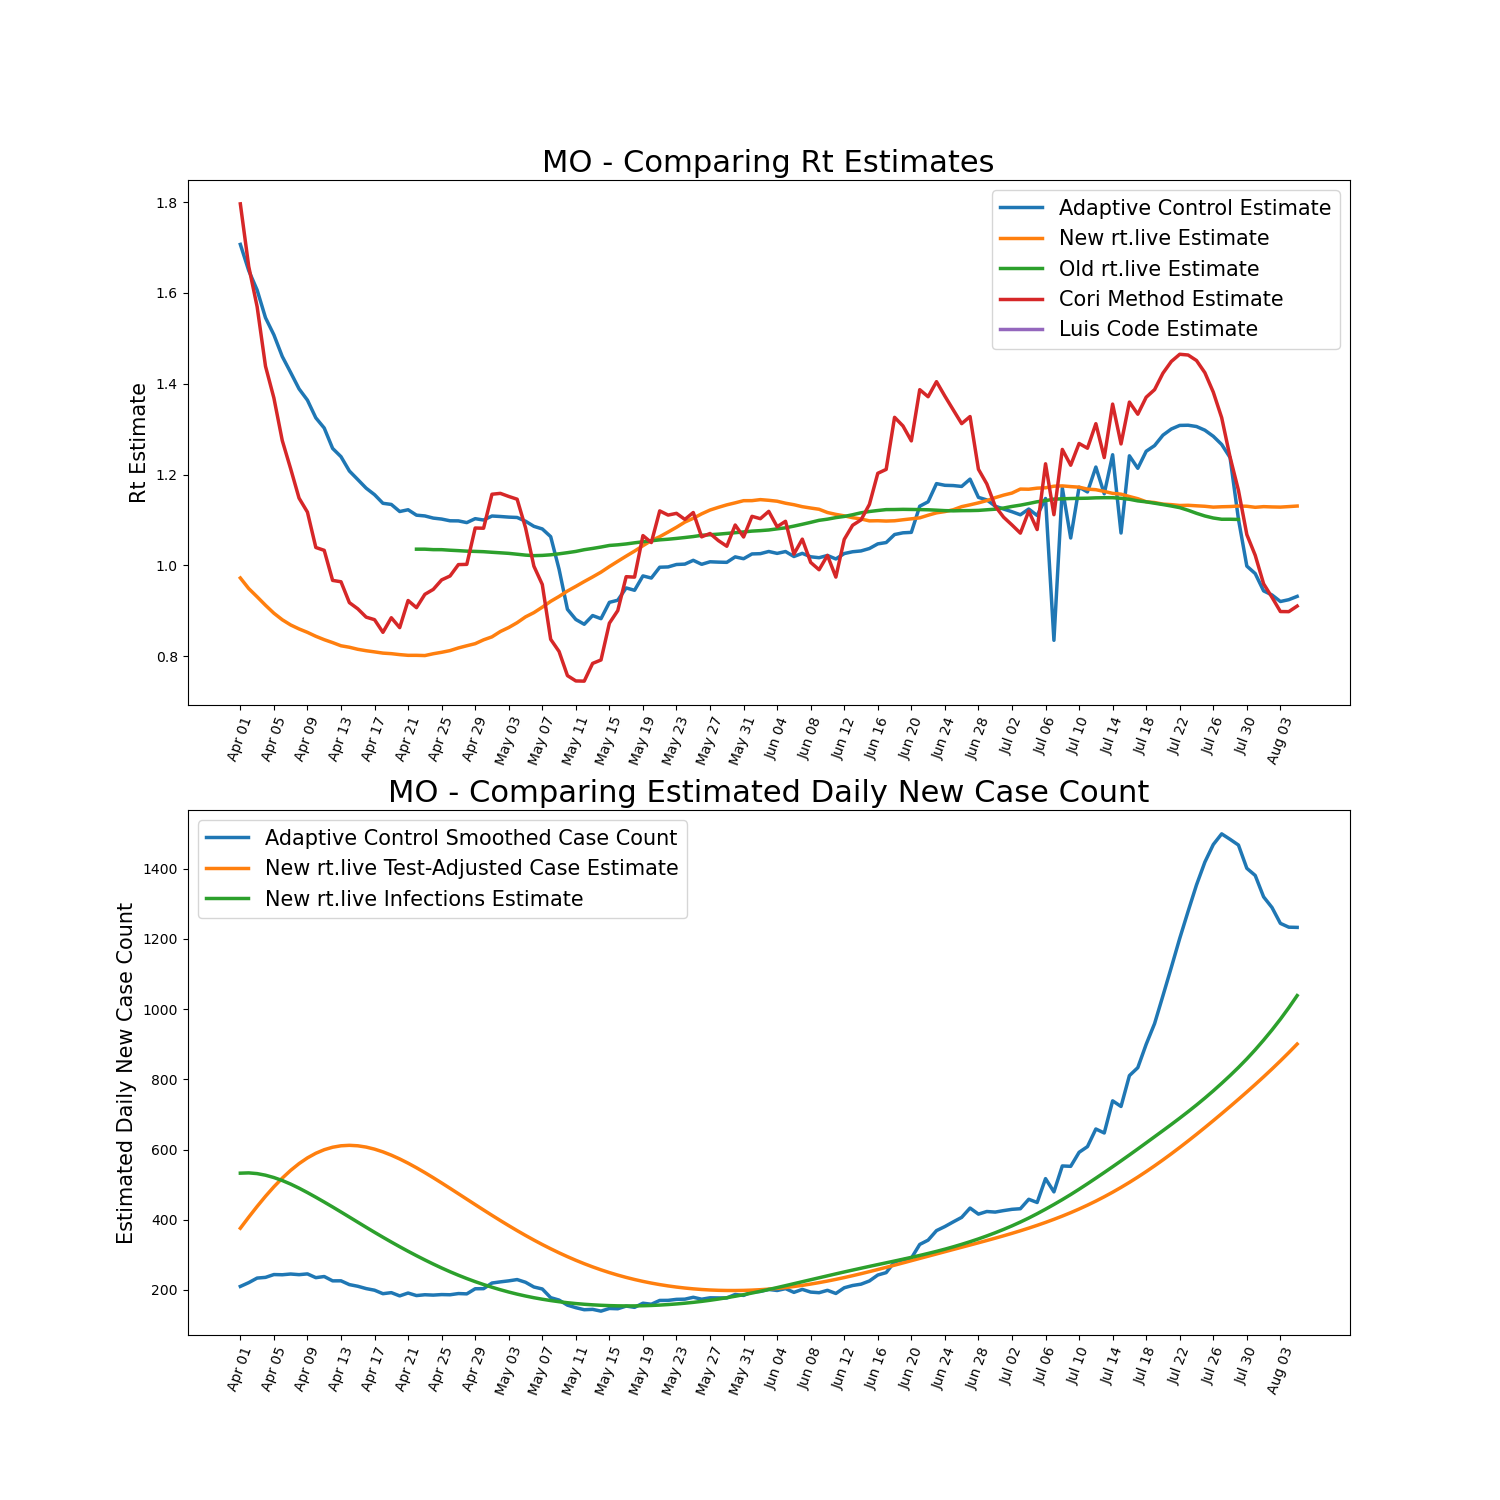 MO - Comparing Rt Estimates
Rt Estimate
1.8
1.6
1.4
1.2
1.0
0.8
Adaptive Control Estimate
New rt.live Estimate
Old rt.live Estimate
Cori Method Estimate
Luis Code Estimate
Apr 01 Apr 05 Apr 09 Apr 13 Apr 17 Apr 21 Apr 25 Apr 29 May 03 May 07 May 11 May 15 May 19 May 23 May 27 May 31 Jun 04 Jun 08 Jun 12 Jun 16 Jun 20 Jun 24 Jun 28 Jul 02 Jul 06 Jul 10 Jul 14 Jul 18 Jul 22 Jul 26 Jul 30 Aug 03
MO - Comparing Estimated Daily New Case Count
Estimated Daily New Case Count
1400
1200
1000
800
600
400
200
Adaptive Control Smoothed Case Count
New rt.live Test-Adjusted Case Estimate
New rt.live Infections Estimate
Apr 01 Apr 05 Apr 09 Apr 13 Apr 17 Apr 21 Apr 25 Apr 29 May 03 May 07 May 11 May 15 May 19 May 23 May 27 May 31 Jun 04 Jun 08 Jun 12 Jun 16 Jun 20 Jun 24 Jun 28 Jul 02 Jul 06 Jul 10 Jul 14 Jul 18 Jul 22 Jul 26 Jul 30 Aug 03